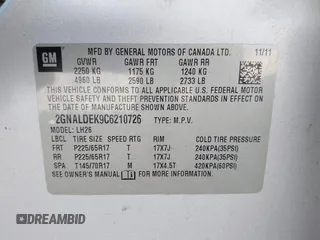 GM
MFD BY GENERAL MOTORS OF CANADA LTD. 11/11
GVWR GAWR FRT GAWR RR
2250 KG 1175 KG 1240 KG
4960 LB 2590 LB 2733 LB
THIS VEHICLE CONFORMS TO ALL APPLICABLE U.S. FEDERAL
MOTOR VEHICLE SAFETY, BUMPER, AND THEFT PREVENTION
STANDARDS IN EFFECT ON THE DATE OF MANUFACTURE
SHOWN ABOVE.
2GNALDEK9C6210726 TYPE: M.P.V.
MODEL: LH26
LBCL TIRE SIZE SPEED RTG RIM COLD TIRE PRESSURE
FRT P225/65R17 T 17X7J 240KPA(35PSI)
RR P225/65R17 T 17X7J 240KPA(35PSI)
SPA T145/70R17 M 17X4.5T 420KPA(60PSI)
SEE OWNER'S MANUAL FOR ADDITIONAL INFORMATION.
DREAMBID